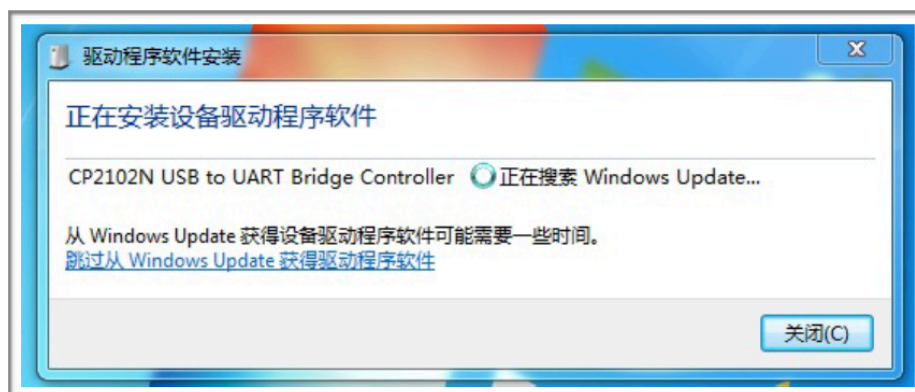 驱动程序软件安装
正在安装设备驱动程序软件
CP2102N USB to UART Bridge Controller 正在搜索 Windows Update...
从 Windows Update 获得设备驱动程序软件可能需要一些时间。
跳过从 Windows Update 获得驱动程序软件
关闭(C)